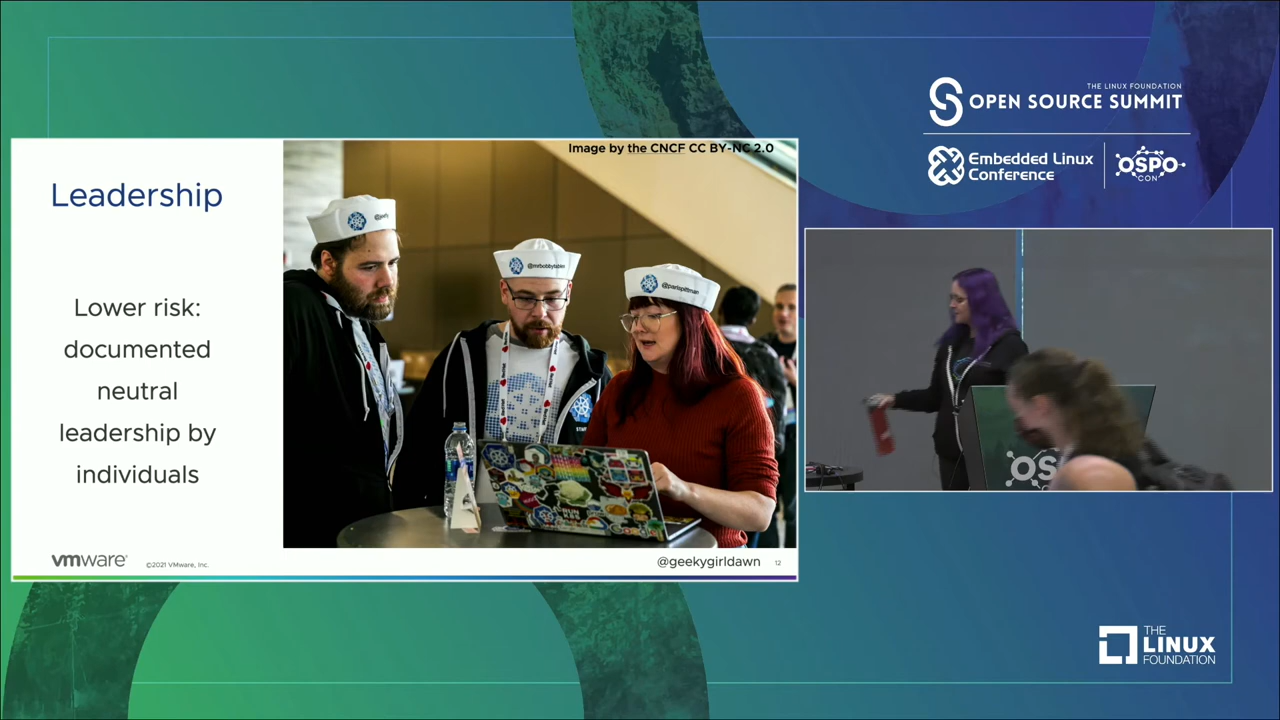 THE LINUX FOUNDATION
OPEN SOURCE SUMMIT
Embedded Linux
Conference
OSPO
CON
Image by the CNCF CC BY-NC 2.0
Leadership
Lower risk:
documented
neutral
leadership by
individuals
@mrbobbytables
@parispittman
RUN
K8S
vmware
©2021 VMware, Inc.
@geekygirldawn
12
THE
LINUX
FOUNDATION